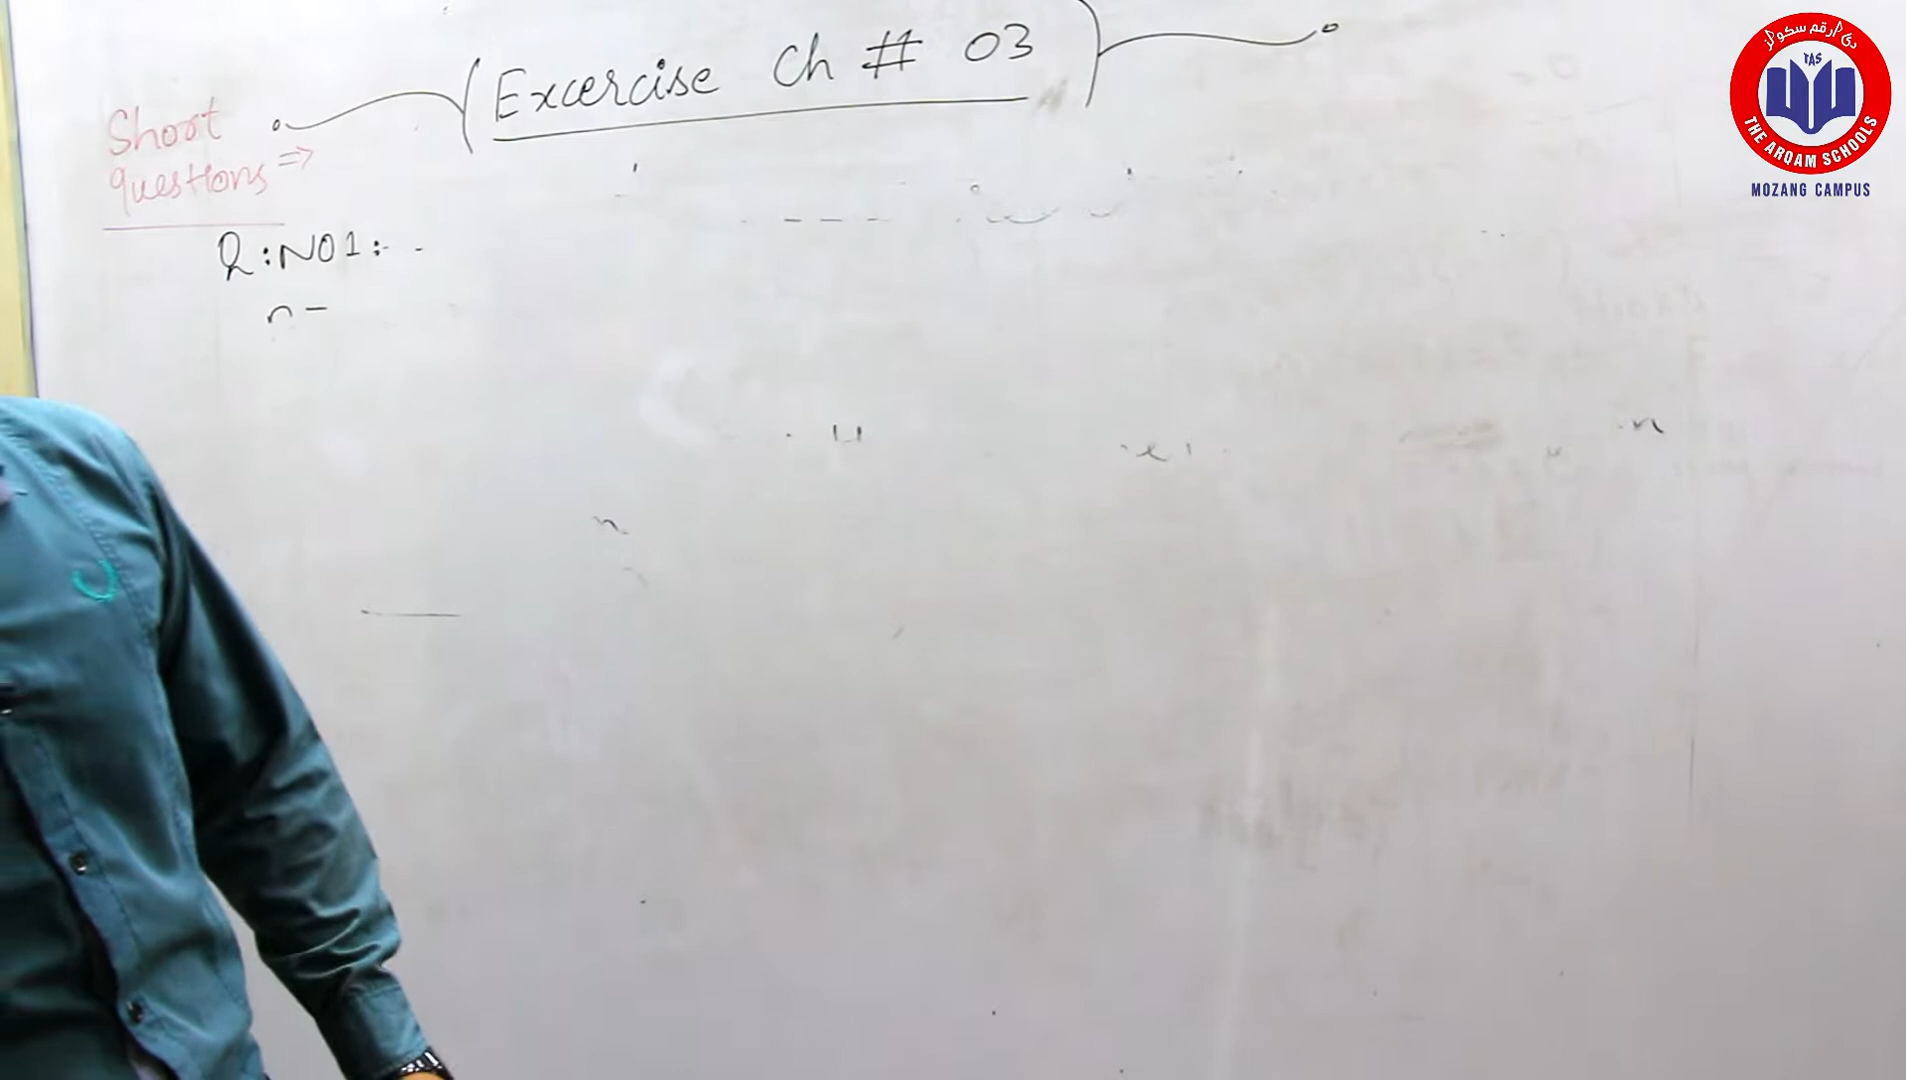 Excercise Ch # 03
Short
questions =>
Q:NO1:-
دی ارقم سکولز
TAS
THE ARQAM SCHOOLS
MOZANG CAMPUS